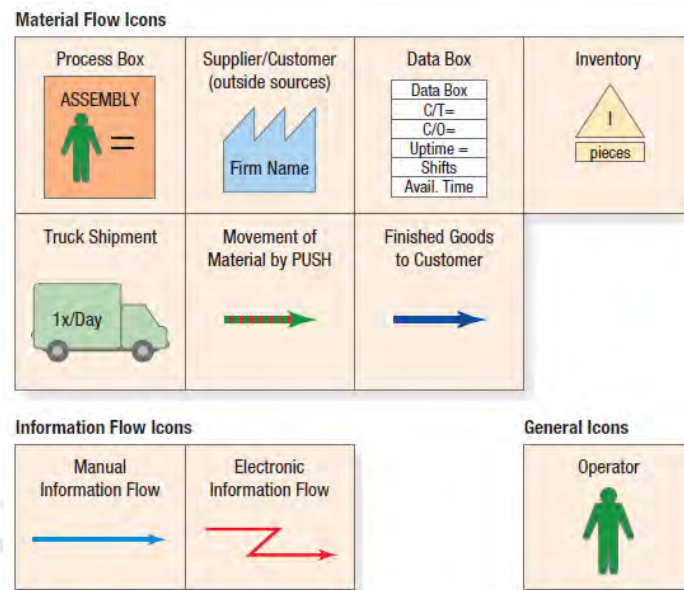 Material Flow Icons
Process Box
ASSEMBLY
=
Supplier/Customer
(outside sources)
Firm Name
Data Box
Data Box
C/T=
C/O=
Uptime =
Shifts
Avail. Time
Inventory
I
pieces
Truck Shipment
1x/Day
Movement of
Material by PUSH
Finished Goods
to Customer
Information Flow Icons
Manual
Information Flow
Electronic
Information Flow
General Icons
Operator